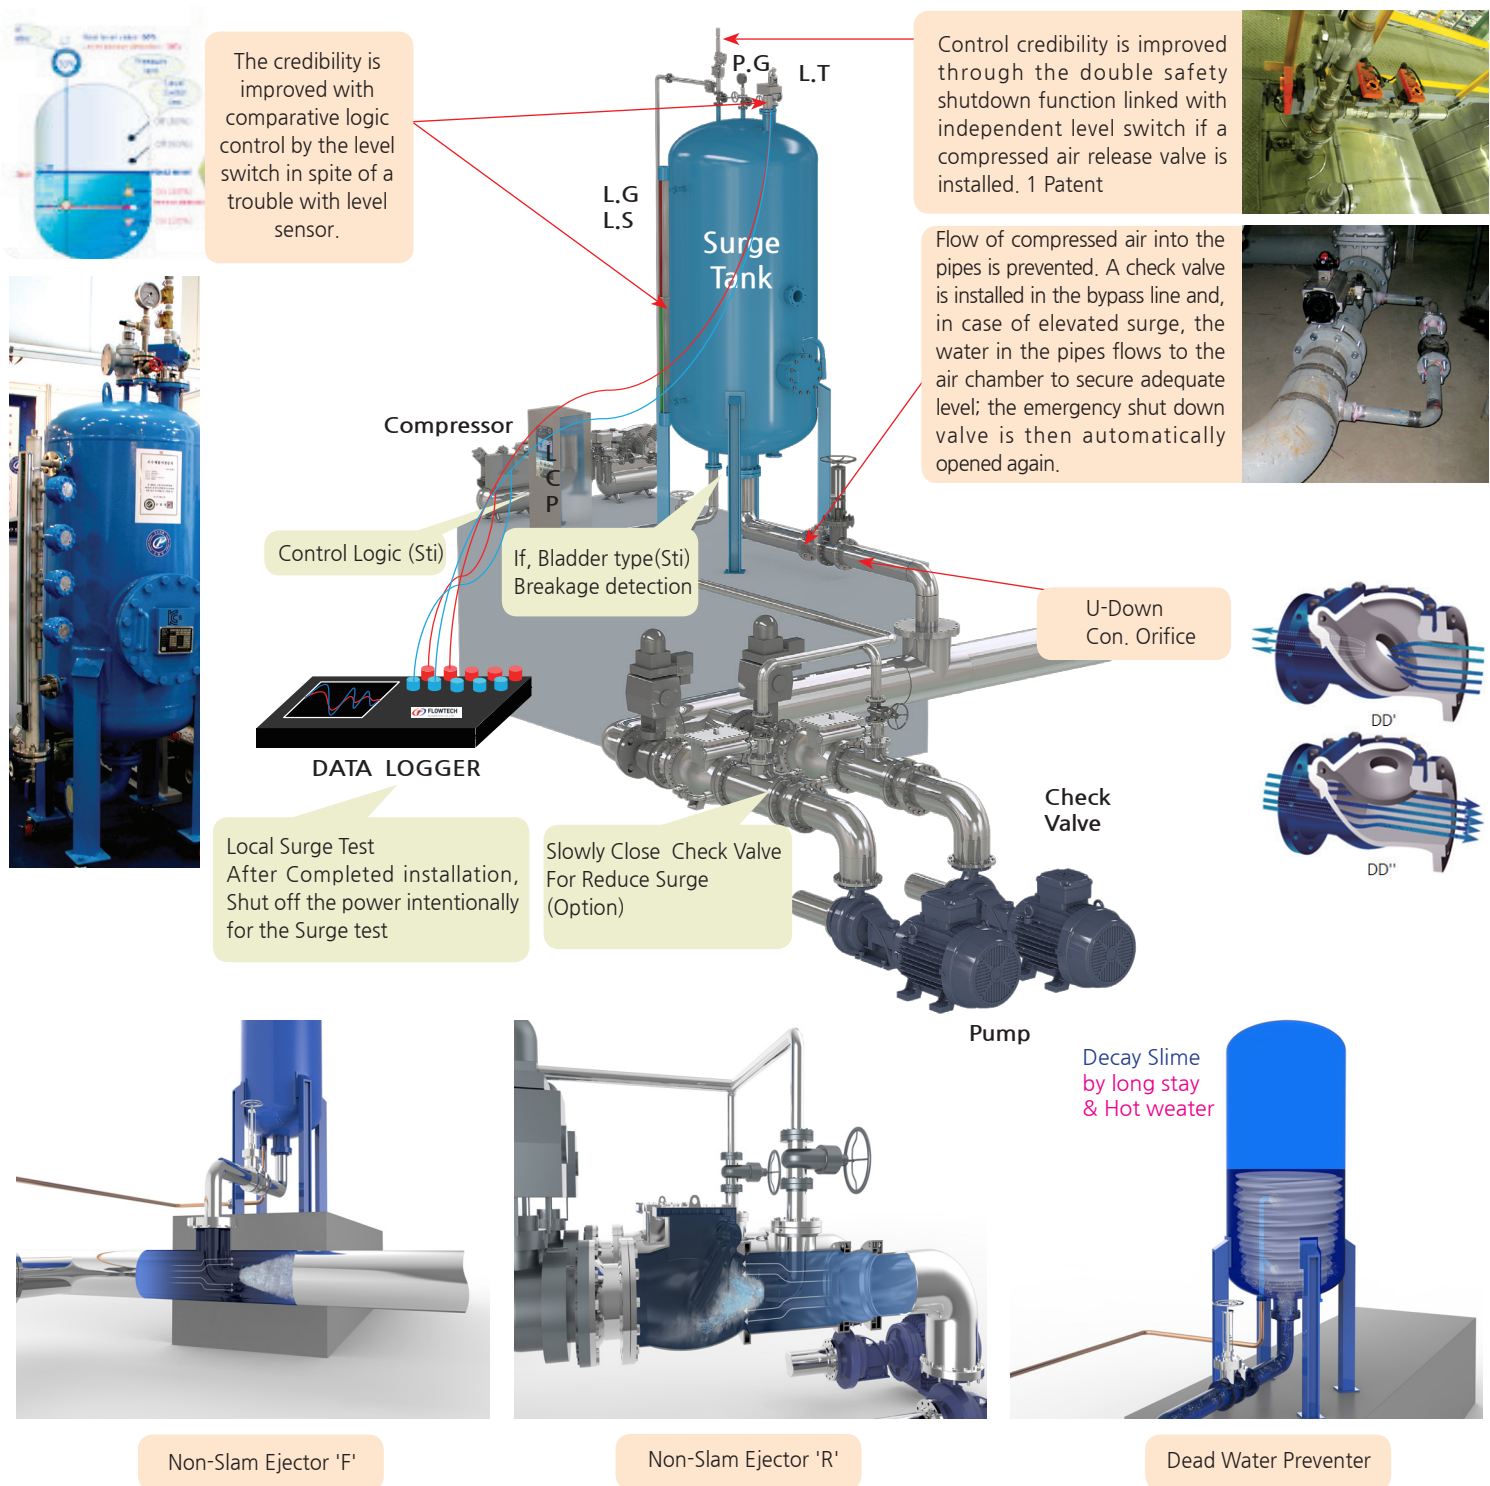 The credibility is
improved with
comparative logic
control by the level
switch in spite of a
trouble with level
sensor.
P.G
L.T
L.G
L.S
Surge
Tank
Control credibility is improved
through the double safety
shutdown function linked with
independent level switch if a
compressed air release valve is
installed. 1 Patent
Flow of compressed air into the
pipes is prevented. A check valve
is installed in the bypass line and,
in case of elevated surge, the
water in the pipes flows to the
air chamber to secure adequate
level; the emergency shut down
valve is then automatically
opened again.
Compressor
L
C
P
Control Logic (Sti)
If, Bladder type(Sti)
Breakage detection
U-Down
Con. Orifice
DD'
DD''
FLOWTECH
DATA LOGGER
Local Surge Test
After Completed installation,
Shut off the power intentionally
for the Surge test
Slowly Close Check Valve
For Reduce Surge
(Option)
Check
Valve
Pump
Decay Slime
by long stay
& Hot weater
Non-Slam Ejector 'F'
Non-Slam Ejector 'R'
Dead Water Preventer